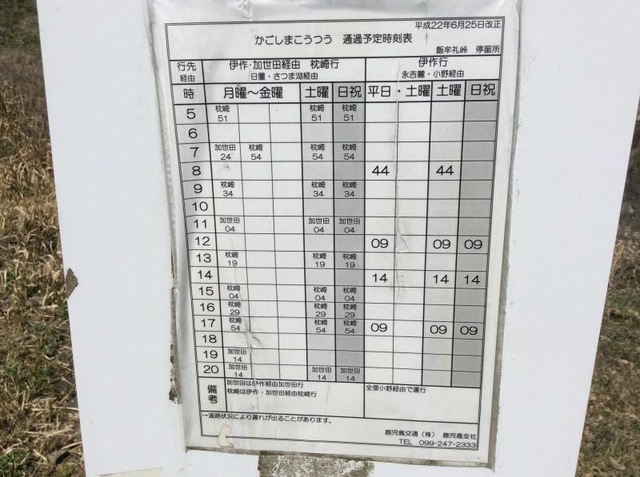 平成22年6月25日改正
かごしまこうつう 通過予定時刻表
飯牟礼峠 停留所
行先 伊作・加世田経由 枕崎行 伊作行
経由 日置・さつま湖経由 永吉麓・小野経由
時 月曜～金曜 土曜 日祝 平日・土曜 土曜 日祝
5 枕崎 51 枕崎 51 枕崎 51
6
7 加世田 24 枕崎 54 枕崎 54 枕崎 54
8 44 44
9 枕崎 34 枕崎 34 枕崎 34
10
11 加世田 04 加世田 04 加世田 04
12 09 09 09
13 枕崎 19 枕崎 19 枕崎 19
14 14 14 14
15 枕崎 04 枕崎 04 枕崎 04
16 枕崎 29 枕崎 29 枕崎 29
17 枕崎 54 枕崎 54 枕崎 54 09 09 09
18
19 加世田 14
20 加世田 14 加世田 14 加世田 14
備考 加世田は伊作経由加世田行 全便小野経由で運行
枕崎は伊作・加世田経由枕崎行
→道路状況により遅れが出ることがあります。
鹿児島交通(株) 鹿児島支社
TEL 099-247-2333